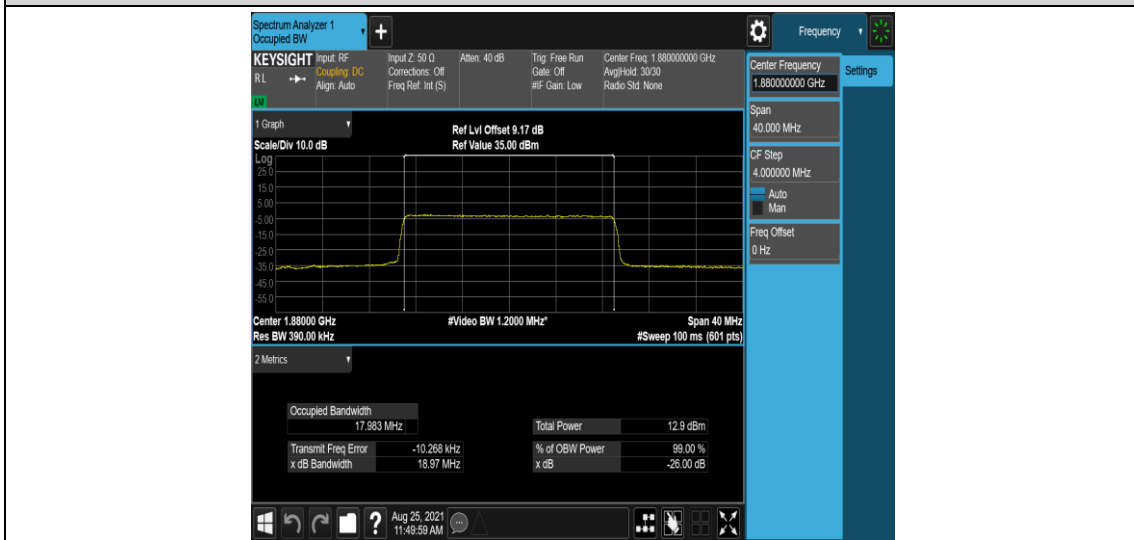 Spectrum Analyzer 1
Occupied BW
+
Frequency
KEYSIGHT
RL
LXI
Input: RF
Coupling: DC
Align: Auto
Input Z: 50 Ω
Corrections: Off
Freq Ref: Int (S)
Atten: 40 dB
Trig: Free Run
Gate: Off
#IF Gain: Low
Center Freq: 1.880000000 GHz
Avg|Hold: 30/30
Radio Std: None
Center Frequency
1.880000000 GHz
Settings
Span
40.000 MHz
CF Step
4.000000 MHz
Auto
Man
Freq Offset
0 Hz
1 Graph
Scale/Div 10.0 dB
Ref Lvl Offset 9.17 dB
Ref Value 35.00 dBm
Log
25.0
15.0
5.00
-5.00
-15.0
-25.0
-35.0
-45.0
-55.0
Center 1.88000 GHz
#Video BW 1.2000 MHz*
Span 40 MHz
Res BW 390.00 kHz
#Sweep 100 ms (601 pts)
2 Metrics
Occupied Bandwidth
17.983 MHz
Total Power 12.9 dBm
Transmit Freq Error -10.268 kHz
% of OBW Power 99.00 %
x dB Bandwidth 18.97 MHz
x dB -26.00 dB
?
Aug 25, 2021
11:49:59 AM